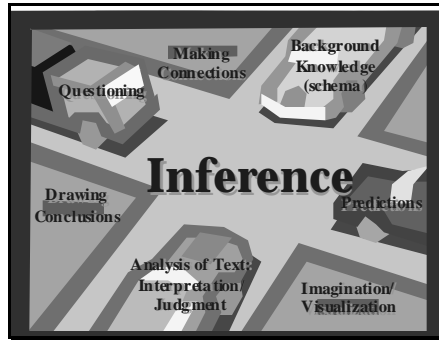 Making
Connections
Background
Knowledge
(schema)
Questioning
Inference
Drawing
Conclusions
Predictions
Analysis of Text:
Interpretation/
Judgment
Imagination/
Visualization